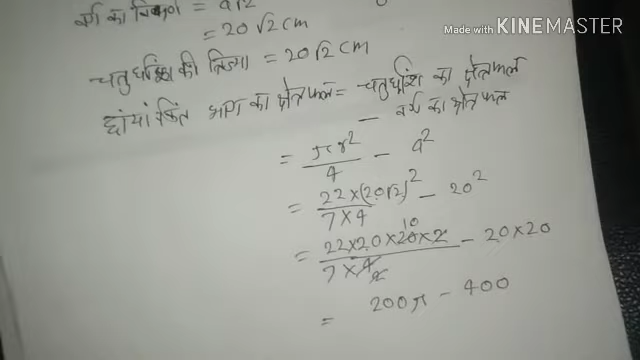 Made with KINEMASTER
वर्ग का विकर्ण = a√2
= 20√2 cm
चतुर्थांश की त्रिज्या = 20√2 cm
छायांकित भाग का क्षेत्रफल = चतुर्थांश का क्षेत्रफल
- वर्ग का क्षेत्रफल
= πr²/4 - a²
= 22×(20√2)²/7×4 - 20²
= 22×20×20×2/7×4 - 20×20
= 200π - 400